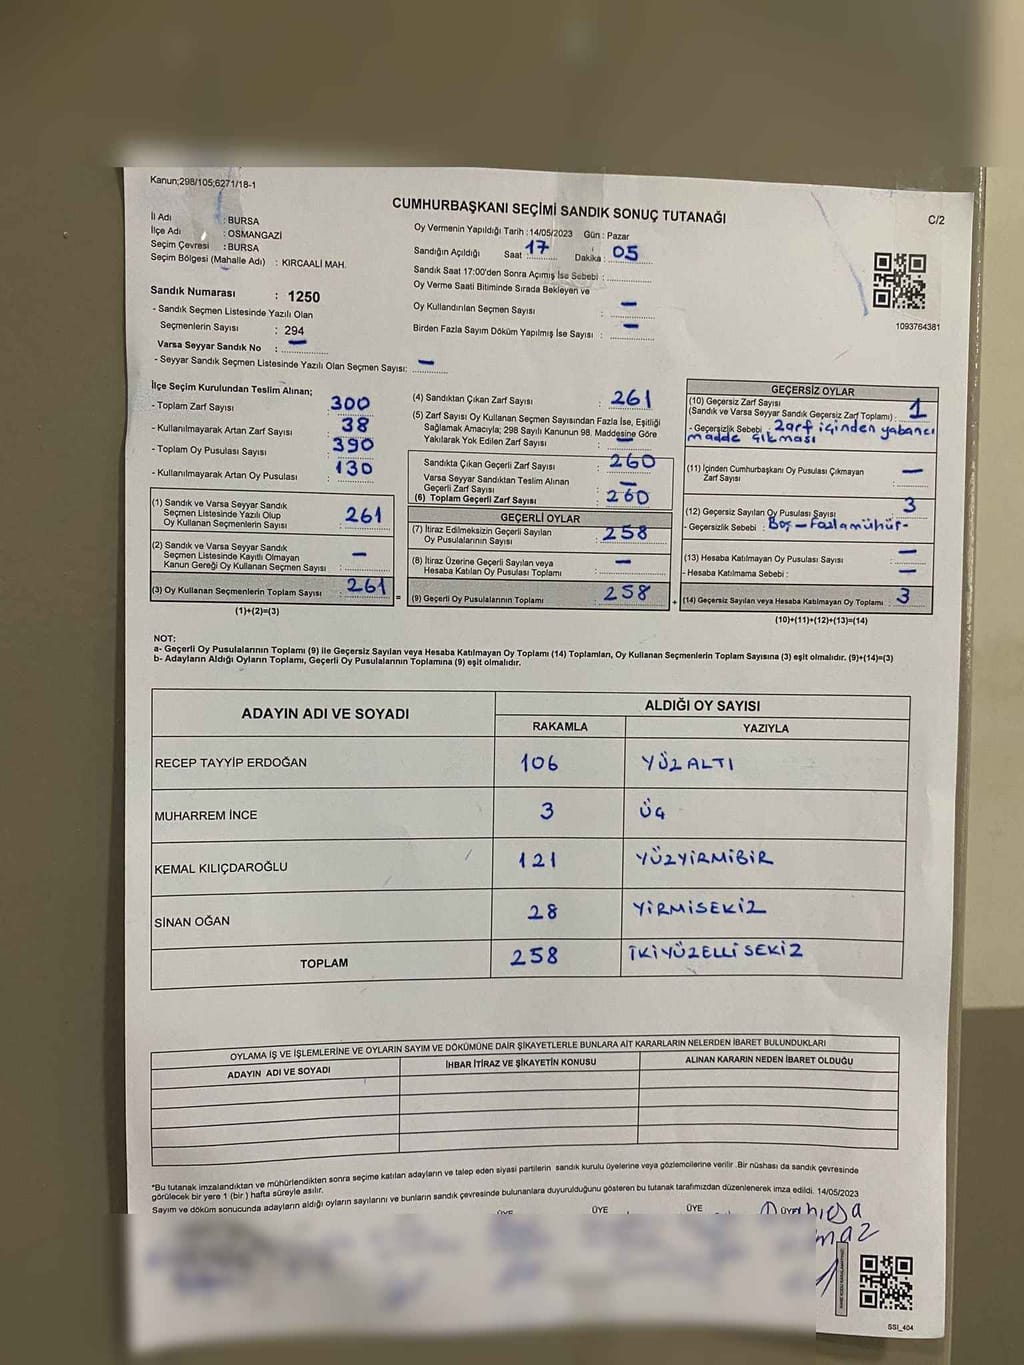 Kanun;298/105;6271/18-1
CUMHURBAŞKANI SEÇİMİ SANDIK SONUÇ TUTANAĞI
C/2
İl Adı : BURSA
İlçe Adı : OSMANGAZİ
Seçim Çevresi : BURSA
Seçim Bölgesi (Mahalle Adı) : KIRCAALİ MAH.
Oy Vermenin Yapıldığı Tarih :14/05/2023 Gün : Pazar
Sandığın Açıldığı Saat : 17 Dakika : 05
Sandık Saat 17:00'den Sonra Açımış İse Sebebi :
Oy Verme Saati Bitiminde Sırada Bekleyen ve
Oy Kullandırılan Seçmen Sayısı : —
Birden Fazla Sayım Döküm Yapılmış İse Sayısı : —
1093764381
Sandık Numarası : 1250
- Sandık Seçmen Listesinde Yazılı Olan
Seçmenlerin Sayısı : 294
Varsa Seyyar Sandık No : —
- Seyyar Sandık Seçmen Listesinde Yazılı Olan Seçmen Sayısı: —
İlçe Seçim Kurulundan Teslim Alınan;
- Toplam Zarf Sayısı : 300
- Kullanılmayarak Artan Zarf Sayısı : 38
- Toplam Oy Pusulası Sayısı : 390
- Kullanılmayarak Artan Oy Pusulası : 130
(1) Sandık ve Varsa Seyyar Sandık
Seçmen Listesinde Yazılı Olup
Oy Kullanan Seçmenlerin Sayısı : 261
(2) Sandık ve Varsa Seyyar Sandık
Seçmen Listesinde Kayıtlı Olmayan
Kanun Gereği Oy Kullanan Seçmen Sayısı : —
(3) Oy Kullanan Seçmenlerin Toplam Sayısı : 261
(1)+(2)=(3)
=
(4) Sandıktan Çıkan Zarf Sayısı : 261
(5) Zarf Sayısı Oy Kullanan Seçmen Sayısından Fazla İse, Eşitliği
Sağlamak Amacıyla; 298 Sayılı Kanunun 98. Maddesine Göre
Yakılarak Yok Edilen Zarf Sayısı : —
Sandıkta Çıkan Geçerli Zarf Sayısı : 260
Varsa Seyyar Sandıktan Teslim Alınan
Geçerli Zarf Sayısı : —
(6) Toplam Geçerli Zarf Sayısı : 260
GEÇERLİ OYLAR
(7) İtiraz Edilmeksizin Geçerli Sayılan
Oy Pusulalarının Sayısı : 258
(8) İtiraz Üzerine Geçerli Sayılan veya
Hesaba Katılan Oy Pusulası Toplamı : —
(9) Geçerli Oy Pusulalarının Toplamı : 258
+
GEÇERSİZ OYLAR
(10) Geçersiz Zarf Sayısı
(Sandık ve Varsa Seyyar Sandık Geçersiz Zarf Toplamı) : 1
- Geçersizlik Sebebi : Zarf içinden yabancı
madde çıkması
(11) İçinden Cumhurbaşkanı Oy Pusulası Çıkmayan
Zarf Sayısı : —
(12) Geçersiz Sayılan Oy Pusulası Sayısı : 3
- Geçersizlik Sebebi : Boş — Fazla mühür-
(13) Hesaba Katılmayan Oy Pusulası Sayısı : —
- Hesaba Katılmama Sebebi : —
(14) Geçersiz Sayılan veya Hesaba Katılmayan Oy Toplamı : 3
(10)+(11)+(12)+(13)=(14)
NOT:
a- Geçerli Oy Pusulasının Toplamı (9) ile Geçersiz Sayılan veya Hesaba Katılmayan Oy Toplamı (14) Toplamları, Oy Kullanan Seçmenlerin Toplam Sayısına (3) eşit olmalıdır. (9)+(14)=(3)
b- Adayların Aldığı Oyların Toplamı, Geçerli Oy Pusulalarının Toplamına (9) eşit olmalıdır.
ADAYIN ADI VE SOYADI
ALDIĞI OY SAYISI
RAKAMLA YAZIYLA
RECEP TAYYİP ERDOĞAN 106 YÜZALTI
MUHARREM İNCE 3 ÜÇ
KEMAL KILIÇDAROĞLU 121 YÜZYİRMİBİR
SİNAN OĞAN 28 YİRMİSEKİZ
TOPLAM 258 İKİYÜZELLİSEKİZ
OYLAMA İŞ VE İŞLEMLERİNE VE OYLARIN SAYIM VE DÖKÜMÜNE DAİR ŞİKAYETLERLE BUNLARA AİT KARARLARIN NELERDEN İBARET BULUNDUKLARI
ADAYIN ADI VE SOYADI İHBAR İTİRAZ VE ŞİKAYETİN KONUSU ALINAN KARARIN NEDEN İBARET OLDUĞU
*Bu tutanak imzalandıktan ve mühürlendikten sonra seçime katılan adayların ve talep eden siyasi partilerin sandık kurulu üyelerine veya gözlemcilerine verilir .Bir nüshası da sandık çevresinde
görülecek bir yere 1 (bir ) hafta süreyle asılır.
Sayım ve döküm sonucunda adayların aldığı oyların sayılarını ve bunların sandık çevresinde bulunanlara duyurulduğunu gösteren bu tutanak tarafımızdan düzenlenerek imza edildi. 14/05/2023
ÜYE ÜYE ÜYE ÜYE
SSI_404